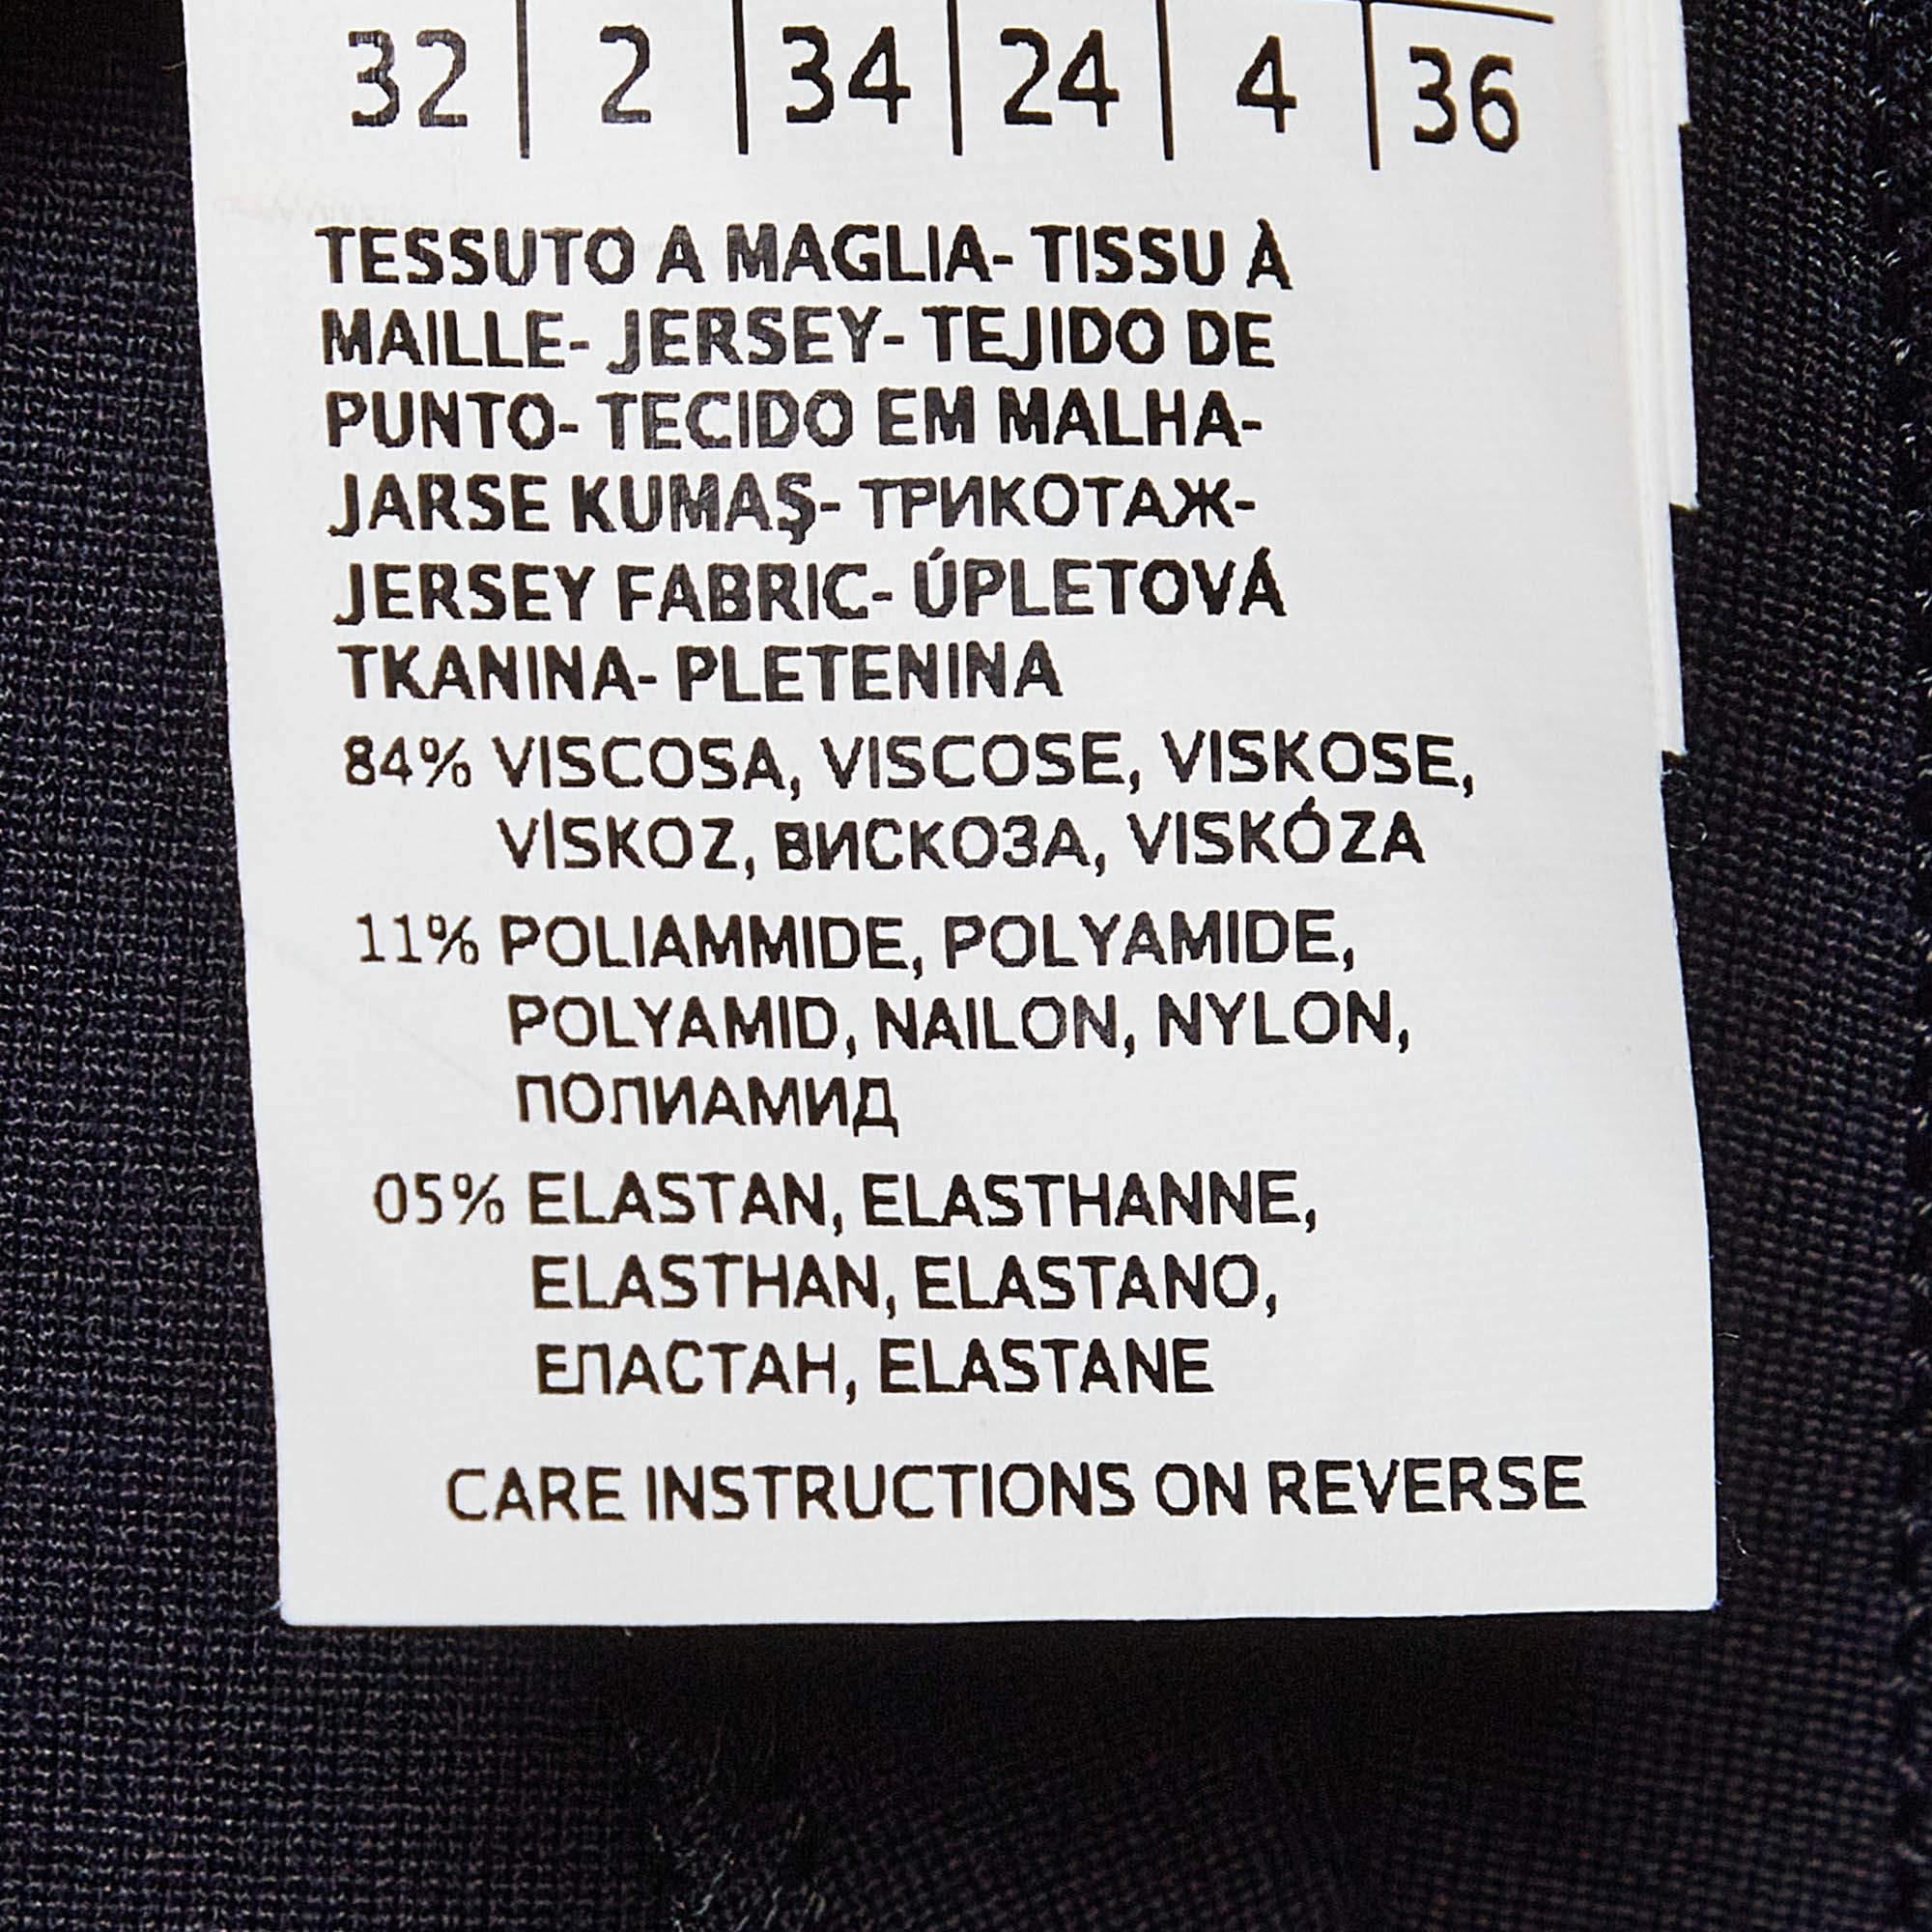 32 | 2 | 34 | 24 | 4 | 36
TESSUTO A MAGLIA- TISSU À
MAILLE- JERSEY- TEJIDO DE
PUNTO- TECIDO EM MALHA-
JARSE KUMAŞ- ТРИКОТАЖ-
JERSEY FABRIC- ÚPLETOVÁ
TKANINA- PLETENINA
84% VISCOSA, VISCOSE, VISKOSE,
VİSKOZ, ВИСКОЗА, VISKÓZA
11% POLIAMMIDE, POLYAMIDE,
POLYAMID, NAILON, NYLON,
ПОЛИАМИД
05% ELASTAN, ELASTHANNE,
ELASTHAN, ELASTANO,
ЕЛАСТАН, ELASTANE
CARE INSTRUCTIONS ON REVERSE